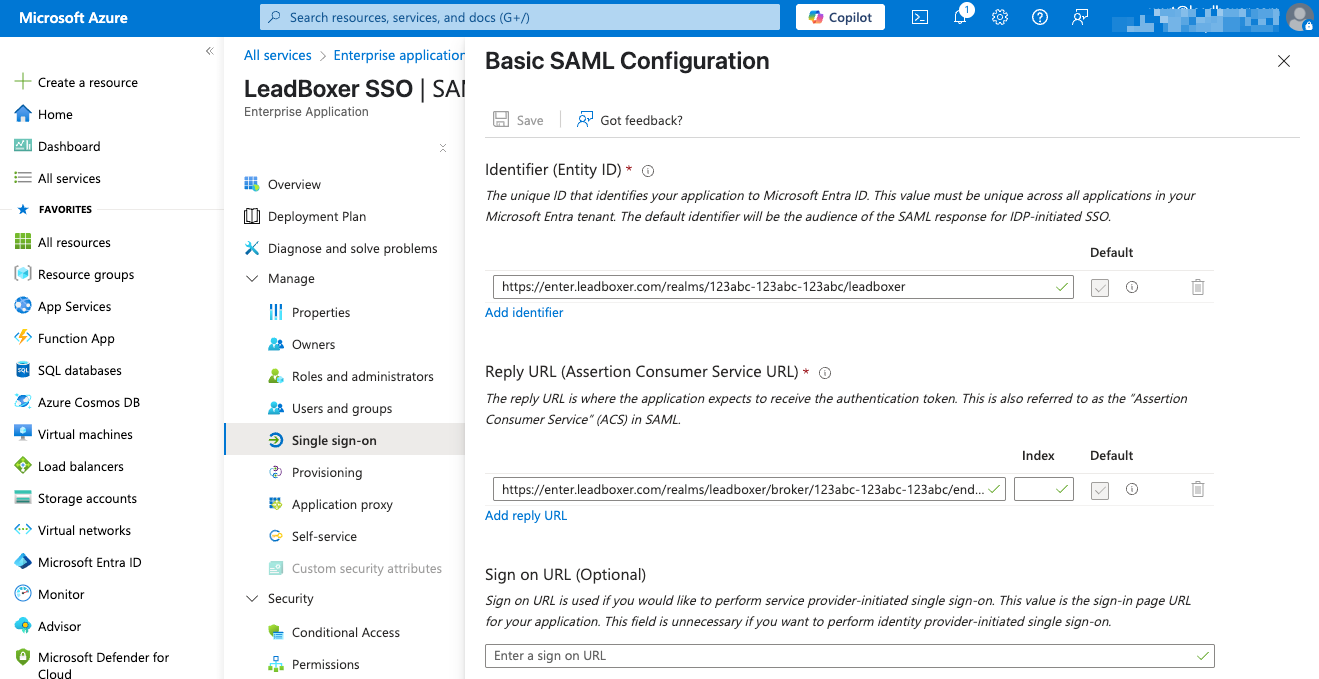 Microsoft Azure
Search resources, services, and docs (G+/)
Copilot
1
Create a resource
Home
Dashboard
All services
FAVORITES
All resources
Resource groups
App Services
Function App
SQL databases
Azure Cosmos DB
Virtual machines
Load balancers
Storage accounts
Virtual networks
Microsoft Entra ID
Monitor
Advisor
Microsoft Defender for
Cloud
All services > Enterprise application
LeadBoxer SSO | SAM
Enterprise Application
Overview
Deployment Plan
Diagnose and solve problems
Manage
Properties
Owners
Roles and administrators
Users and groups
Single sign-on
Provisioning
Application proxy
Self-service
Custom security attributes
Security
Conditional Access
Permissions
Basic SAML Configuration
Save
Got feedback?
Identifier (Entity ID) *
The unique ID that identifies your application to Microsoft Entra ID. This value must be unique across all applications in your
Microsoft Entra tenant. The default identifier will be the audience of the SAML response for IDP-initiated SSO.
Default
https://enter.leadboxer.com/realms/123abc-123abc-123abc/leadboxer
Add identifier
Reply URL (Assertion Consumer Service URL) *
The reply URL is where the application expects to receive the authentication token. This is also referred to as the “Assertion
Consumer Service” (ACS) in SAML.
Index Default
https://enter.leadboxer.com/realms/leadboxer/broker/123abc-123abc-123abc/end...
Add reply URL
Sign on URL (Optional)
Sign on URL is used if you would like to perform service provider-initiated single sign-on. This value is the sign-in page URL
for your application. This field is unnecessary if you want to perform identity provider-initiated single sign-on.
Enter a sign on URL